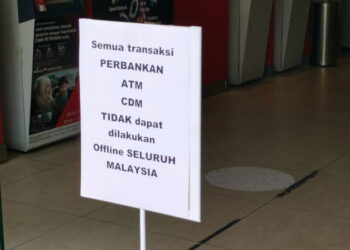 Semua transaksi
PERBANKAN
ATM
CDM
TIDAK dapat
dilakukan
Offline SELURUH
MALAYSIA